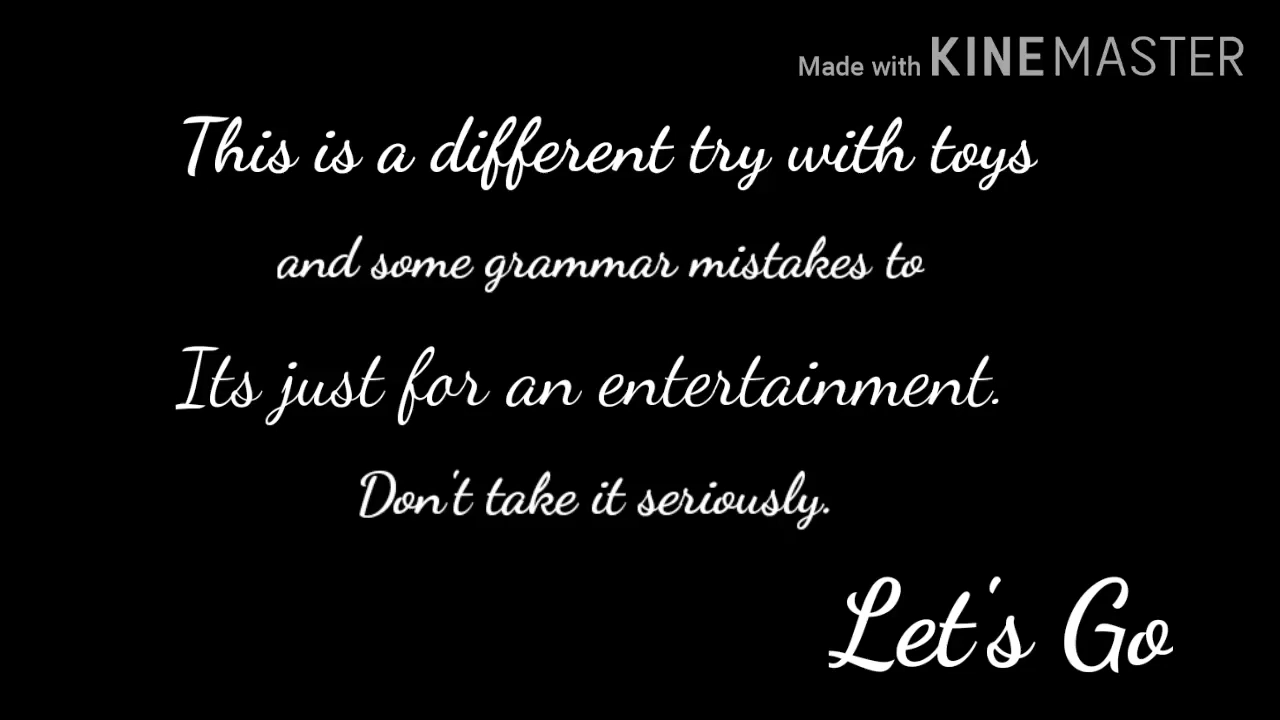 Made with KINEMASTER
This is a different try with toys
and some grammar mistakes to
Its just for an entertainment.
Don't take it seriously.
Let's Go